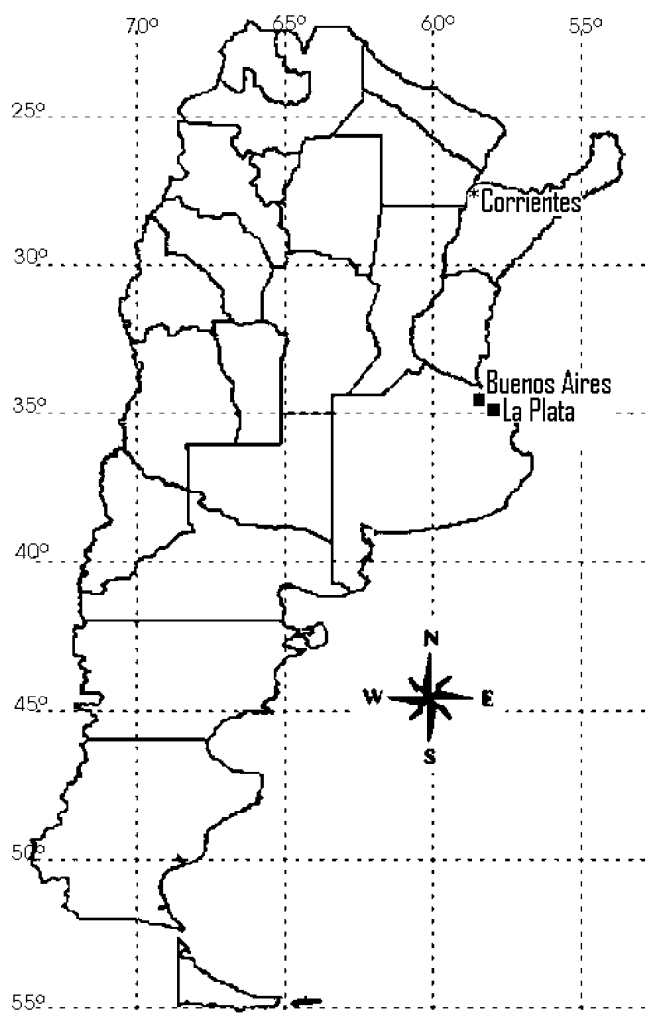 70º 65º 60º 55º
25º
*Corrientes
30º
Buenos Aires
35º
La Plata
40º
N
W E
45º
S
50º
55º